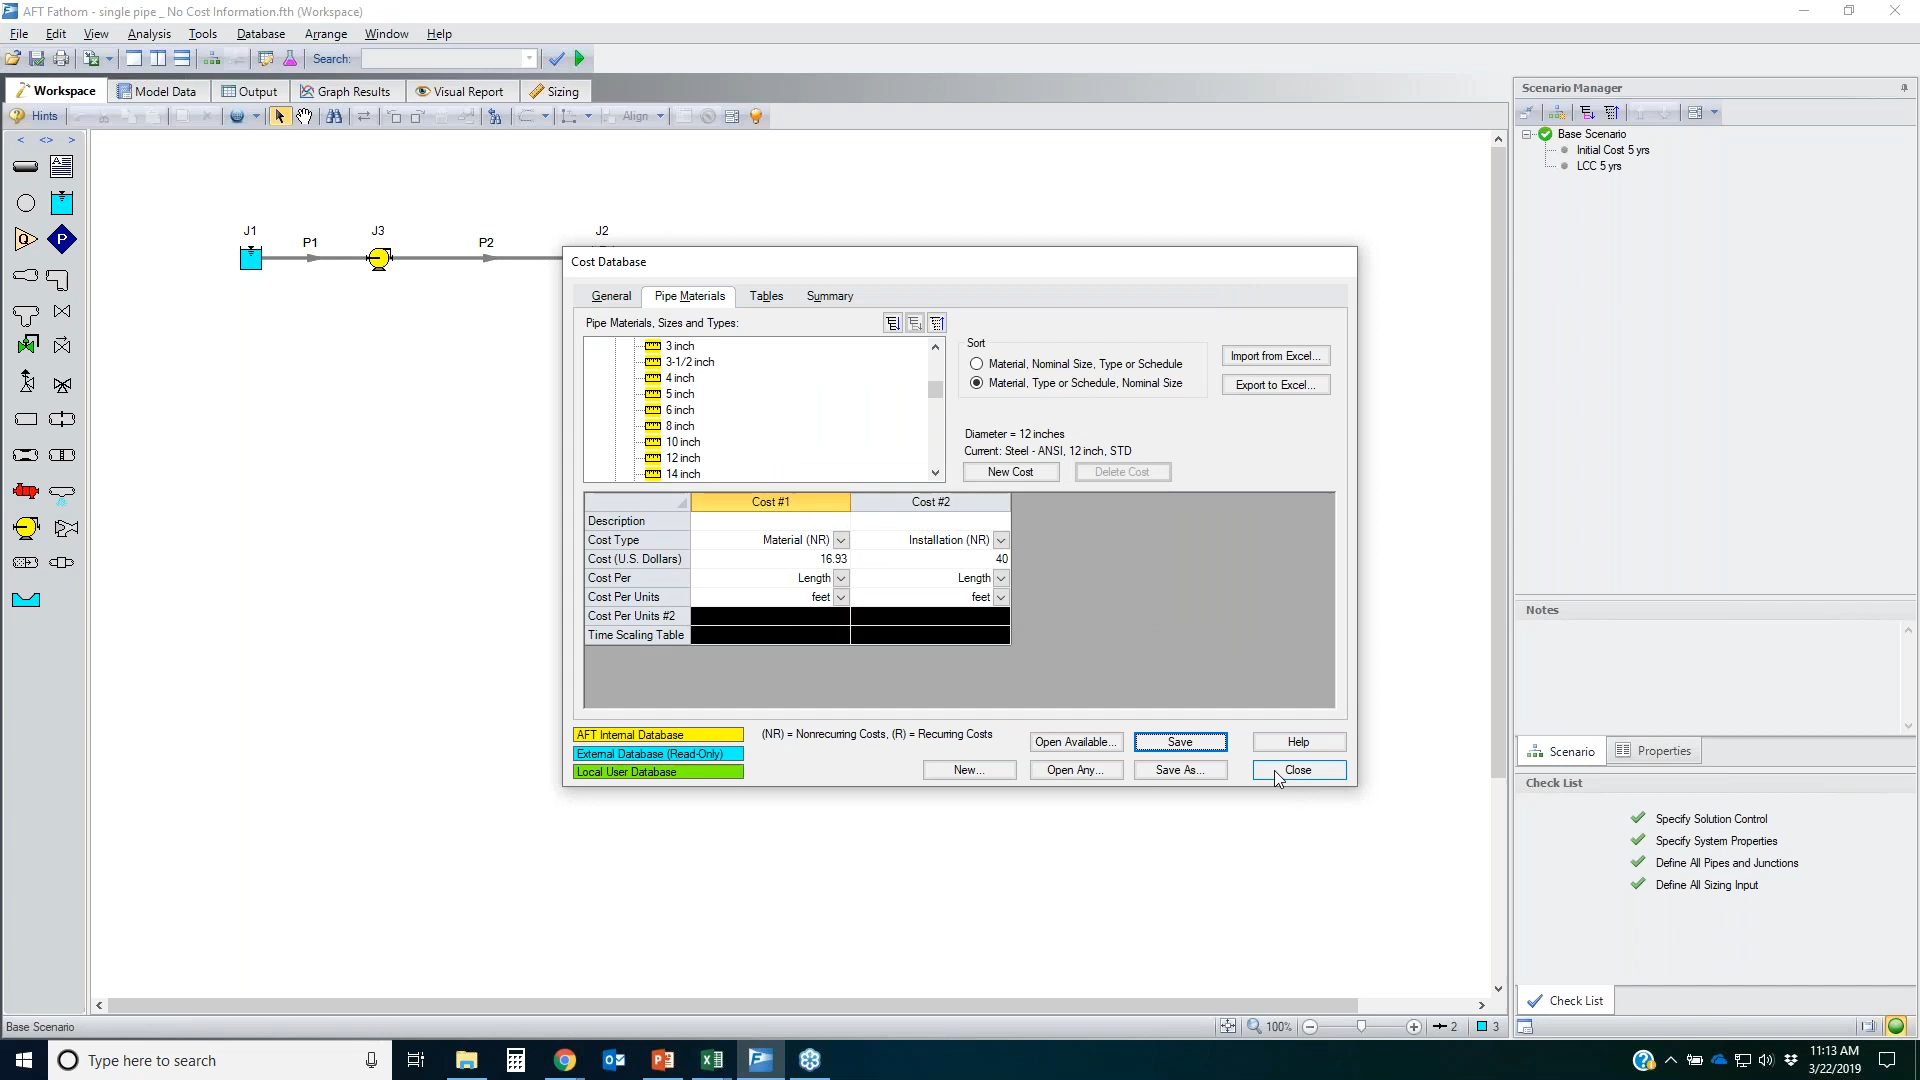 AFT Fathom - single pipe _ No Cost Information.fth (Workspace)
File Edit View Analysis Tools Database Arrange Window Help
Search:
Workspace Model Data Output Graph Results Visual Report Sizing
Hints Align
Scenario Manager
Base Scenario
Initial Cost 5 yrs
LCC 5 yrs
< <> >
J1 P1 J3 P2 J2
Cost Database
General Pipe Materials Tables Summary
Pipe Materials, Sizes and Types:
3 inch
3-1/2 inch
4 inch
5 inch
6 inch
8 inch
10 inch
12 inch
14 inch
Sort
Material, Nominal Size, Type or Schedule
Material, Type or Schedule, Nominal Size
Import from Excel...
Export to Excel...
Diameter = 12 inches
Current: Steel - ANSI, 12 inch, STD
New Cost Delete Cost
Cost #1 Cost #2
Description
Cost Type Material (NR) Installation (NR)
Cost (U.S. Dollars) 16.93 40
Cost Per Length Length
Cost Per Units feet feet
Cost Per Units #2
Time Scaling Table
AFT Internal Database
External Database (Read-Only)
Local User Database
(NR) = Nonrecurring Costs, (R) = Recurring Costs
Open Available... Save Help
New... Open Any... Save As... Close
Notes
Scenario Properties
Check List
Specify Solution Control
Specify System Properties
Define All Pipes and Junctions
Define All Sizing Input
Check List
Base Scenario
100% 2 3
Type here to search
11:13 AM
3/22/2019